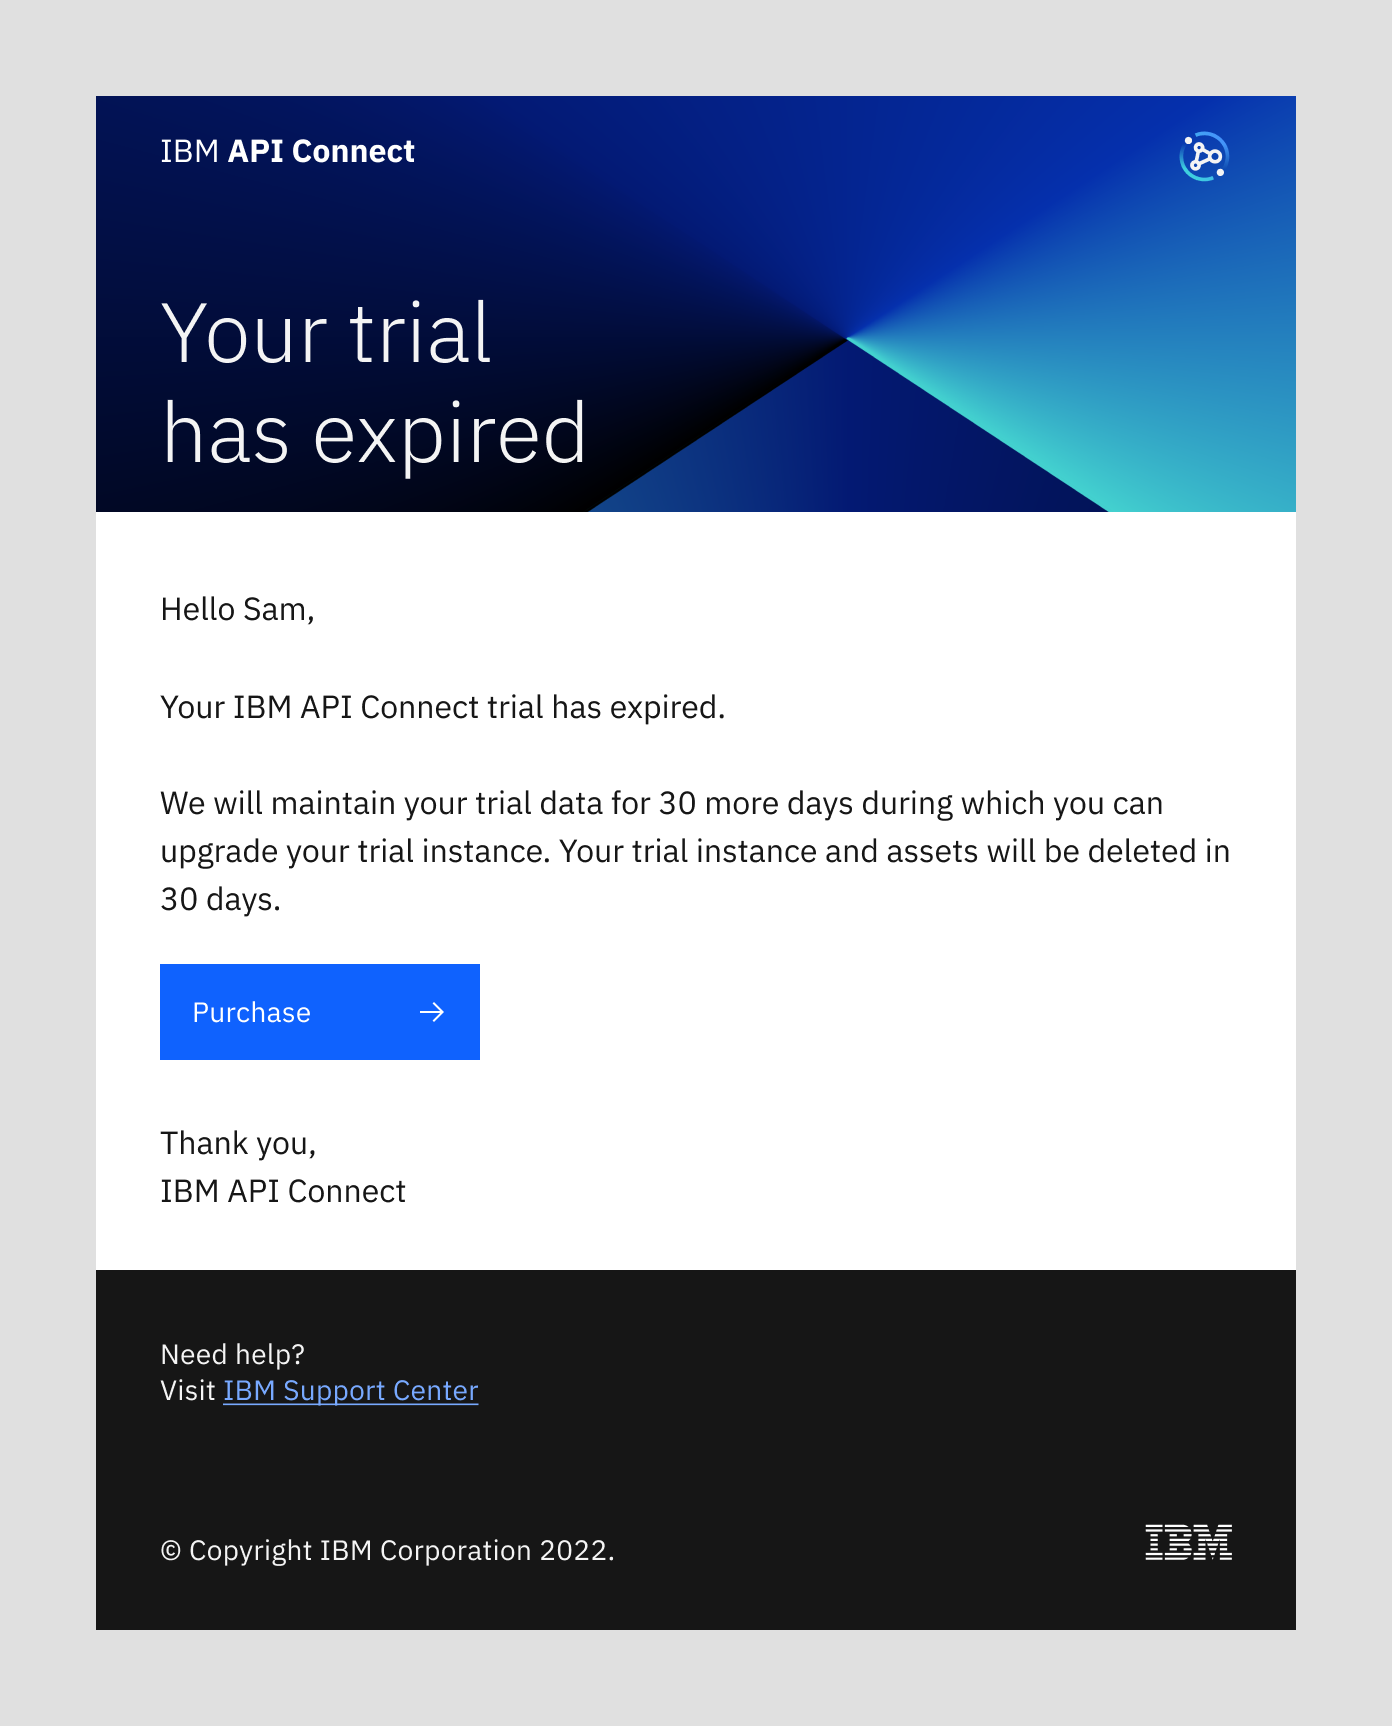 IBM API Connect
Your trial
has expired
Hello Sam,
Your IBM API Connect trial has expired.
We will maintain your trial data for 30 more days during which you can
upgrade your trial instance. Your trial instance and assets will be deleted in
30 days.
Purchase
Thank you,
IBM API Connect
Need help?
Visit IBM Support Center
© Copyright IBM Corporation 2022.
IBM